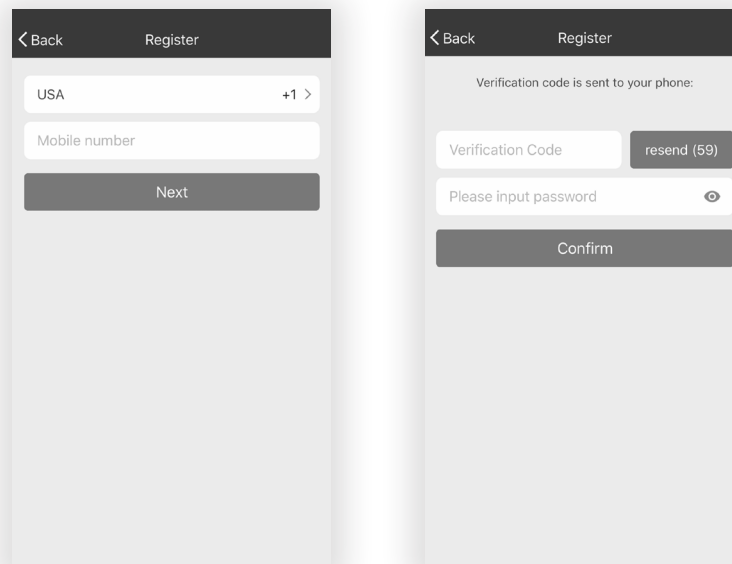 Back Register
USA +1
Mobile number
Next
Back Register
Verification code is sent to your phone:
Verification Code resend (59)
Please input password
Confirm